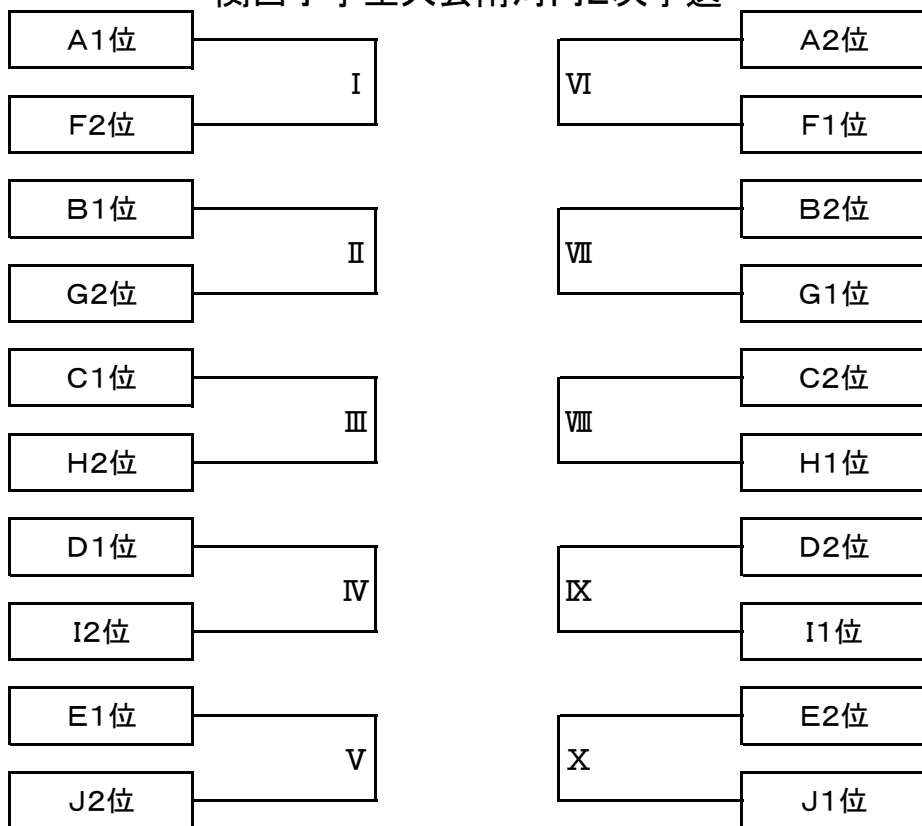 A1位
Ⅰ
F2位
B1位
Ⅱ
G2位
C1位
Ⅲ
H2位
D1位
Ⅳ
I2位
E1位
Ⅴ
J2位
A2位
Ⅵ
F1位
B2位
Ⅶ
G1位
C2位
Ⅷ
H1位
D2位
Ⅸ
I1位
E2位
Ⅹ
J1位